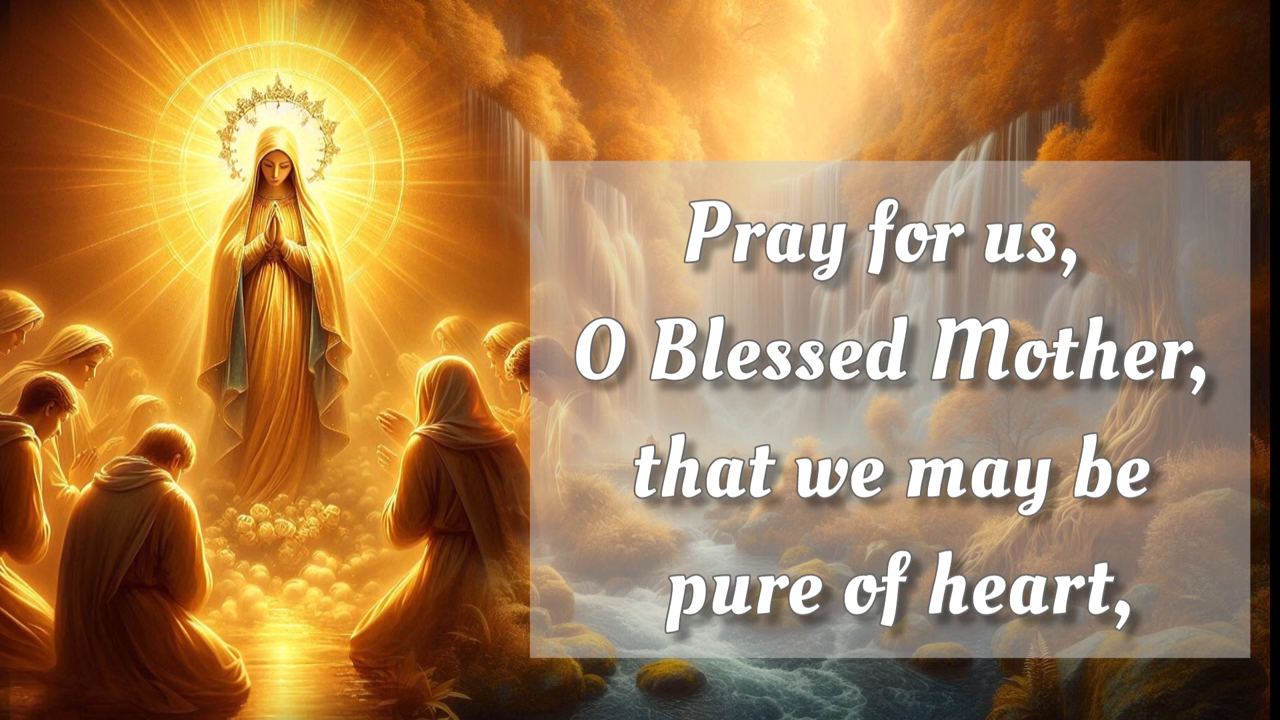 Pray for us,
O Blessed Mother,
that we may be
pure of heart,